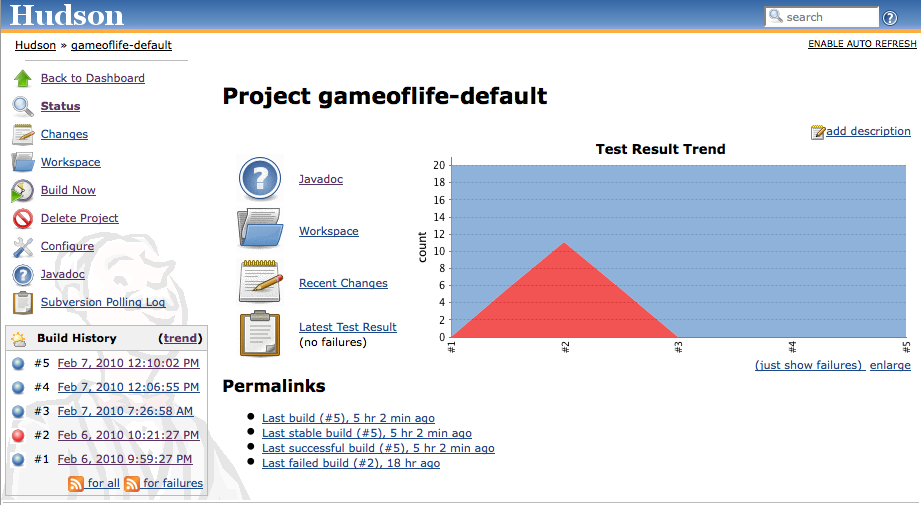 Hudson
search
Hudson » gameoflife-default
ENABLE AUTO REFRESH
Back to Dashboard
Status
Changes
Workspace
Build Now
Delete Project
Configure
Javadoc
Subversion Polling Log
Build History (trend)
#5 Feb 7, 2010 12:10:02 PM
#4 Feb 7, 2010 12:06:55 PM
#3 Feb 7, 2010 7:26:58 AM
#2 Feb 6, 2010 10:21:27 PM
#1 Feb 6, 2010 9:59:27 PM
for all for failures
Project gameoflife-default
add description
Javadoc
Workspace
Recent Changes
Latest Test Result
(no failures)
Test Result Trend
count
20
18
16
14
12
10
8
6
4
2
0
#1
#2
#3
#4
#5
(just show failures) enlarge
Permalinks
Last build (#5), 5 hr 2 min ago
Last stable build (#5), 5 hr 2 min ago
Last successful build (#5), 5 hr 2 min ago
Last failed build (#2), 18 hr ago